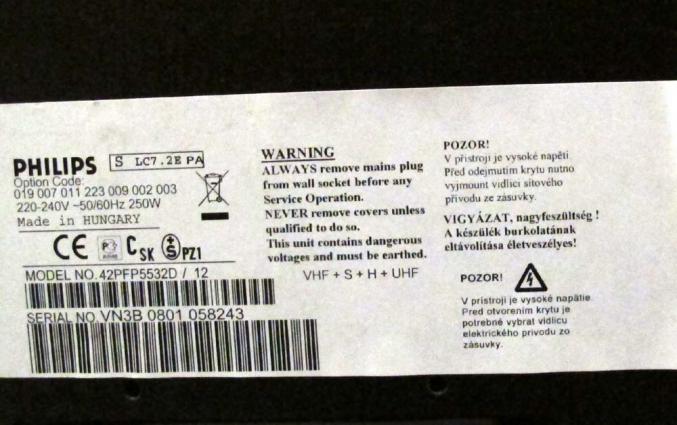 PHILIPS
S LC7.2E PA
Option Code:
019 007 011 223 009 002 003
220-240V ~50/60Hz 250W
Made in HUNGARY
CE
C SK
S PZ1
MODEL NO. 42PFP5532D / 12
SERIAL NO VN3B 0801 058243
WARNING
ALWAYS remove mains plug
from wall socket before any
Service Operation.
NEVER remove covers unless
qualified to do so.
This unit contains dangerous
voltages and must be earthed.
VHF + S + H + UHF
POZOR!
V přístroji je vysoké napětí.
Před odejmutím krytu nutno
vyjmount vidlici síťového
přívodu ze zásuvky.
VIGYÁZAT, nagyfeszültség !
A készülék burkolatának
eltávolítása életveszélyes!
POZOR!
V pristroji je vysoké napätie
Pred otvorením krytu je
potrebné vybrat vidlicu
elektrického privodu zo
zásuvky.